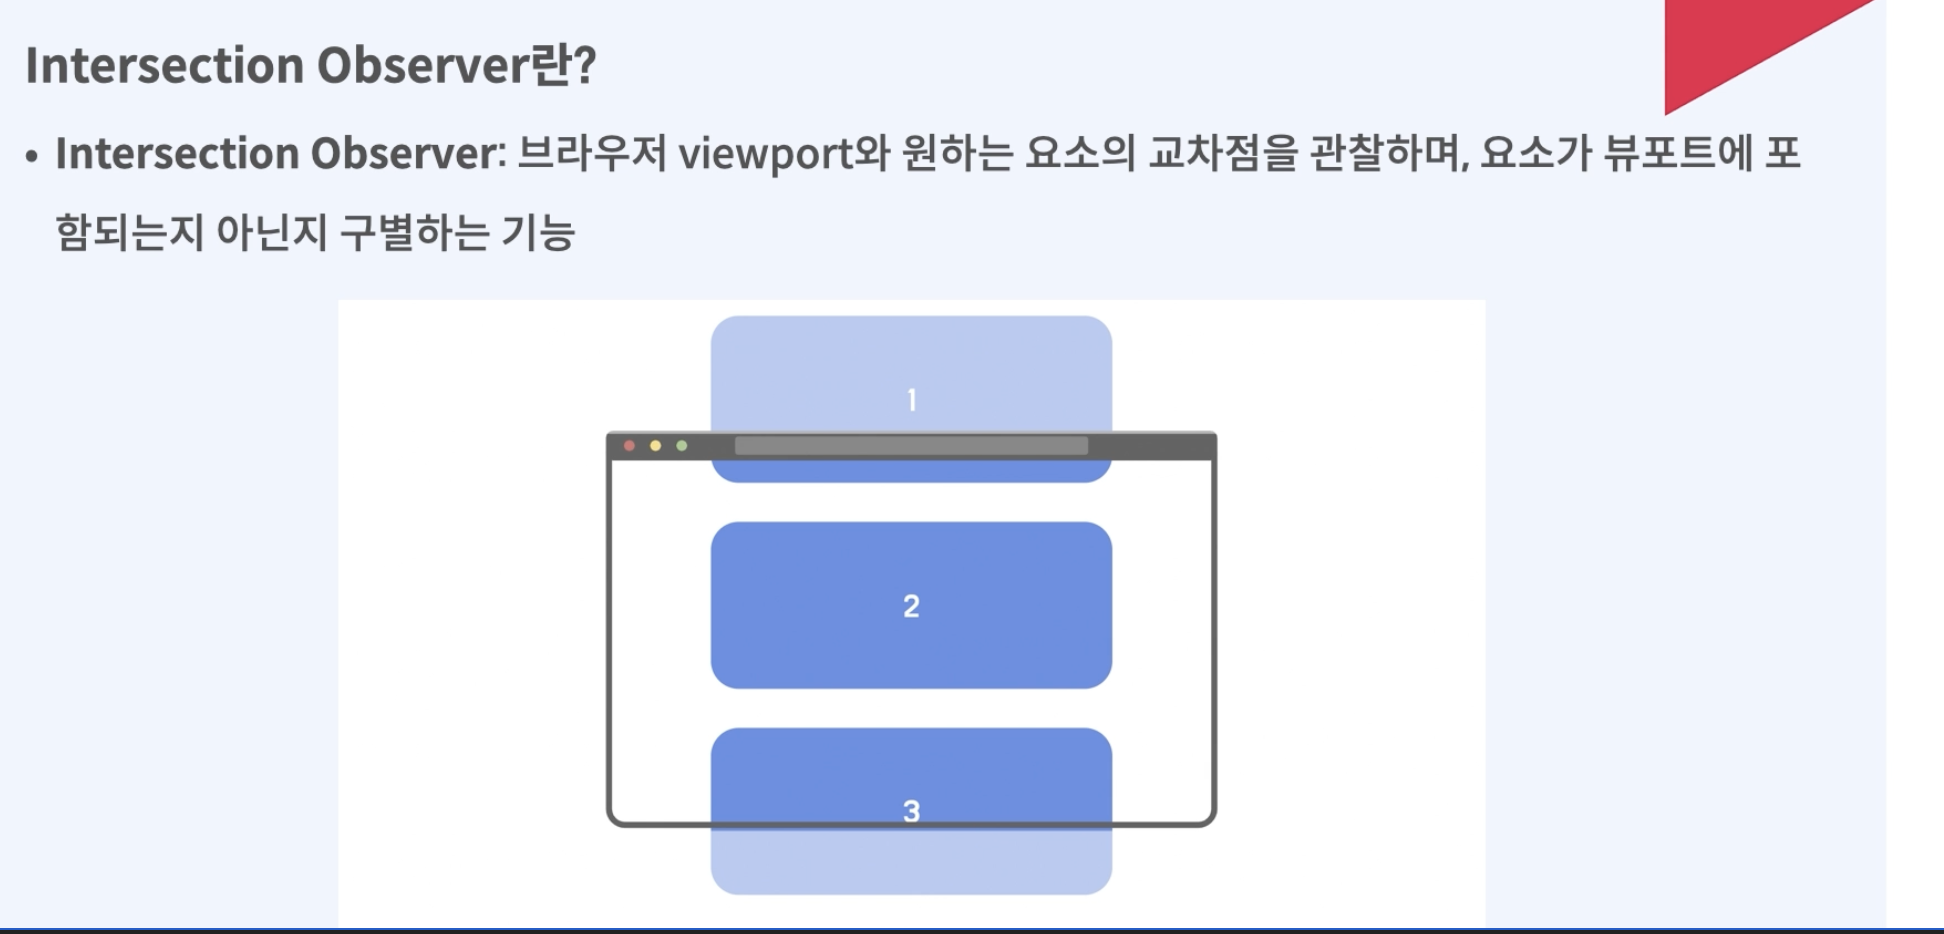 Intersection Observer란?
• Intersection Observer: 브라우저 viewport와 원하는 요소의 교차점을 관찰하며, 요소가 뷰포트에 포
함되는지 아닌지 구별하는 기능
1
2
3